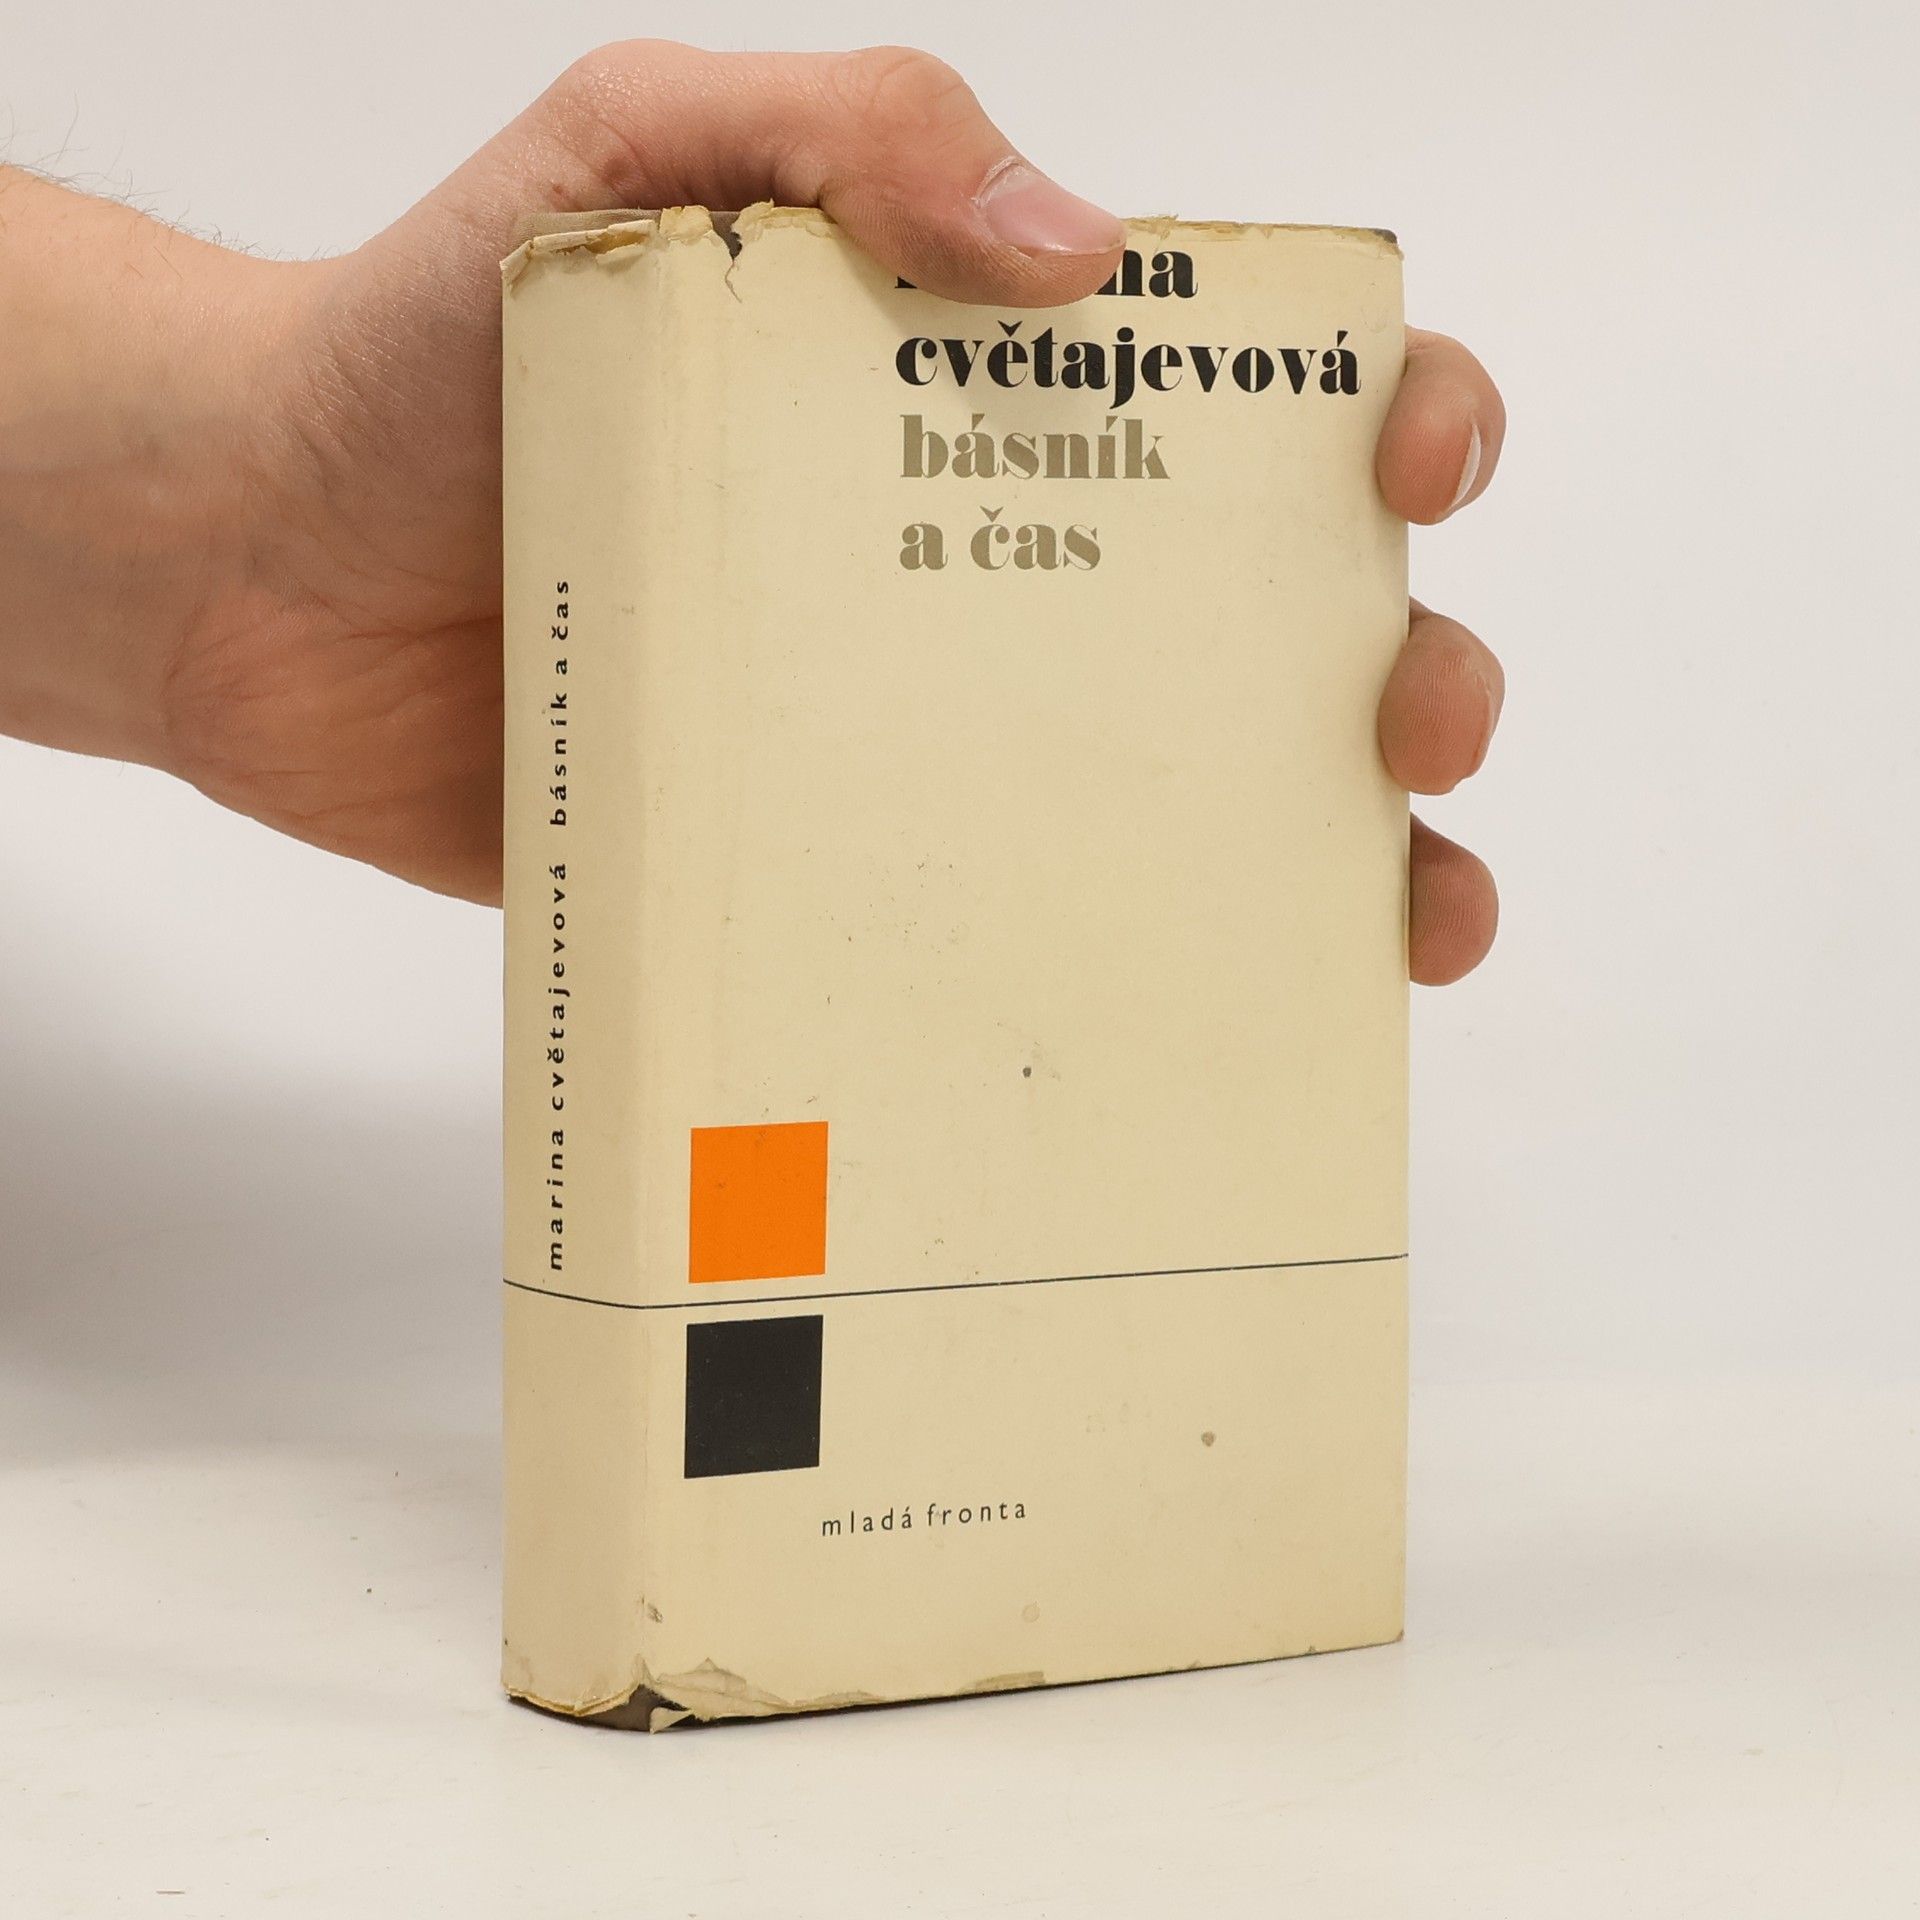 cvětajevová
básník
a čas
marina cvětajevová básník a čas
mladá fronta